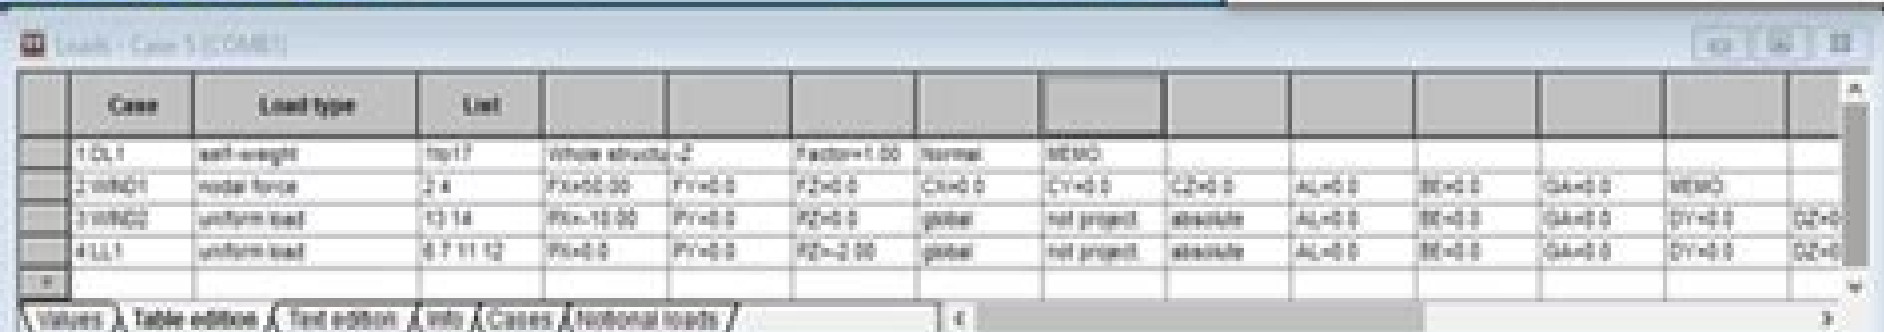 Loads - Case 5 (COMB1)
Case Load type List
1:DL1 self-weight 1to17 Whole structu -Z Factor=1.00 Normal MEMO:
2:WIND1 nodal force 2 4 FX=50.00 FY=0.0 FZ=0.0 CX=0.0 CY=0.0 CZ=0.0 AL=0.0 BE=0.0 GA=0.0 MEMO:
3:WIND2 uniform load 13 14 PX=-10.00 PY=0.0 PZ=0.0 global not project. absolute AL=0.0 BE=0.0 GA=0.0 DY=0.0 DZ=0
4:LL1 uniform load 6 7 11 12 PX=0.0 PY=0.0 PZ=-2.00 global not project. absolute AL=0.0 BE=0.0 GA=0.0 DY=0.0 DZ=0
*
Values Table edition Text edition Info Cases Notional loads